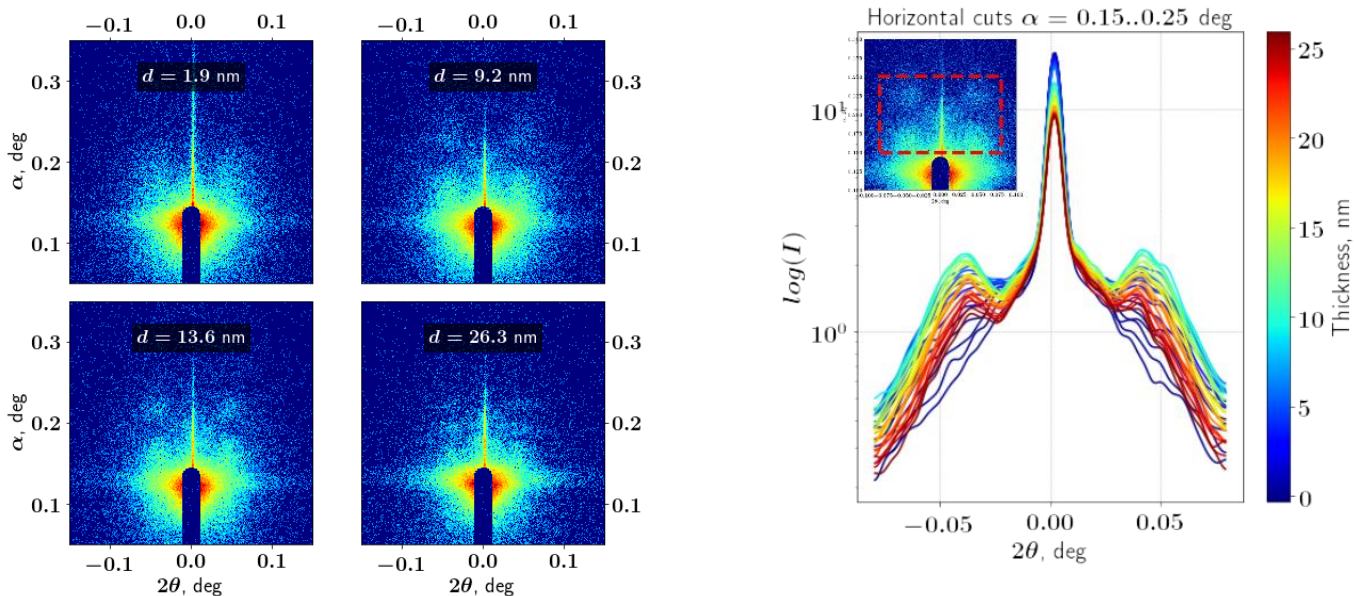 −0.1 0.0 0.1
−0.1 0.0 0.1
0.3
0.2
0.1
α, deg
d = 1.9 nm
d = 9.2 nm
0.3
0.2
0.1
0.3
0.2
0.1
α, deg
d = 13.6 nm
d = 26.3 nm
0.3
0.2
0.1
−0.1 0.0 0.1
2θ, deg
−0.1 0.0 0.1
2θ, deg
Horizontal cuts α = 0.15..0.25 deg
10¹
10⁰
log(I)
−0.05 0.00 0.05
2θ, deg
25
20
15
10
5
0
Thickness, nm